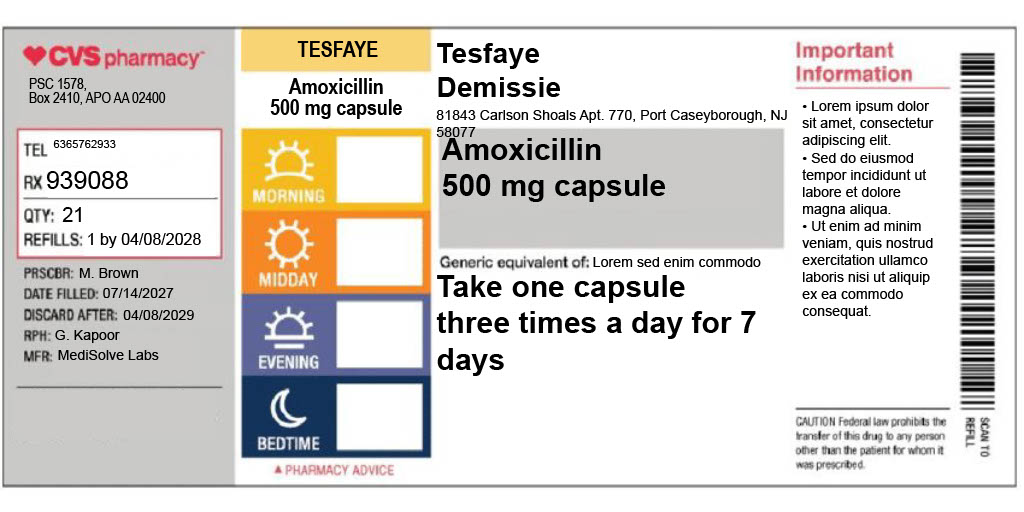 CVS pharmacy
PSC 1578,
Box 2410, APO AA 02400
TEL 6365762933
RX 939088
QTY: 21
REFILLS: 1 by 04/08/2028
PRSCBR: M. Brown
DATE FILLED: 07/14/2027
DISCARD AFTER: 04/08/2029
RPH: G. Kapoor
MFR: MediSolve Labs
TESFAYE
Amoxicillin
500 mg capsule
MORNING
MIDDAY
EVENING
BEDTIME
▲ PHARMACY ADVICE
Tesfaye
Demissie
81843 Carlson Shoals Apt. 770, Port Caseyborough, NJ
58077
Amoxicillin
500 mg capsule
Generic equivalent of: Lorem sed enim commodo
Take one capsule
three times a day for 7
days
Important
Information
• Lorem ipsum dolor
sit amet, consectetur
adipiscing elit.
• Sed do eiusmod
tempor incididunt ut
labore et dolore
magna aliqua.
• Ut enim ad minim
veniam, quis nostrud
exercitation ullamco
laboris nisi ut aliquip
ex ea commodo
consequat.
CAUTION Federal law prohibits the
transfer of this drug to any person
other than the patient for whom it
was prescribed.
SCAN TO
REFILL